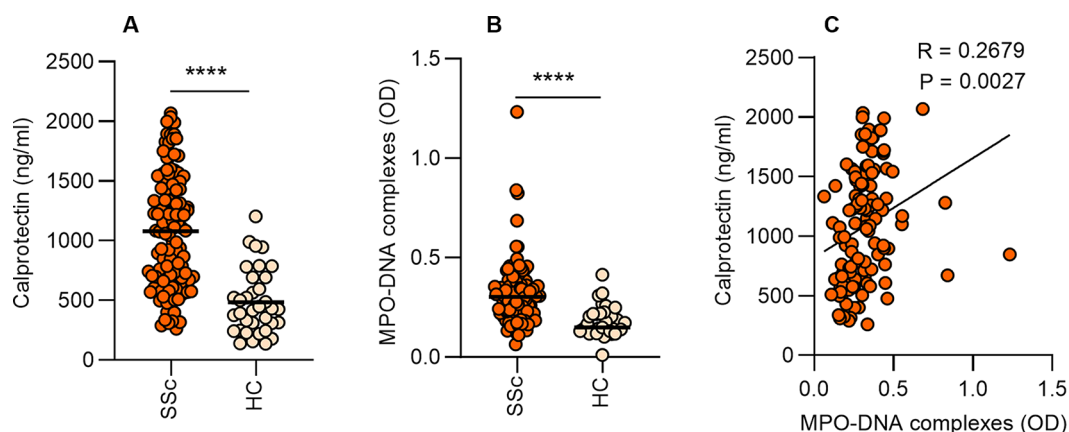 A
Calprotectin (ng/ml)
2500
2000
1500
1000
500
0
****
SSc
HC
B
MPO-DNA complexes (OD)
1.5
1.0
0.5
0.0
****
SSc
HC
C
R = 0.2679
P = 0.0027
Calprotectin (ng/ml)
2500
2000
1500
1000
500
0
0.0 0.5 1.0 1.5
MPO-DNA complexes (OD)